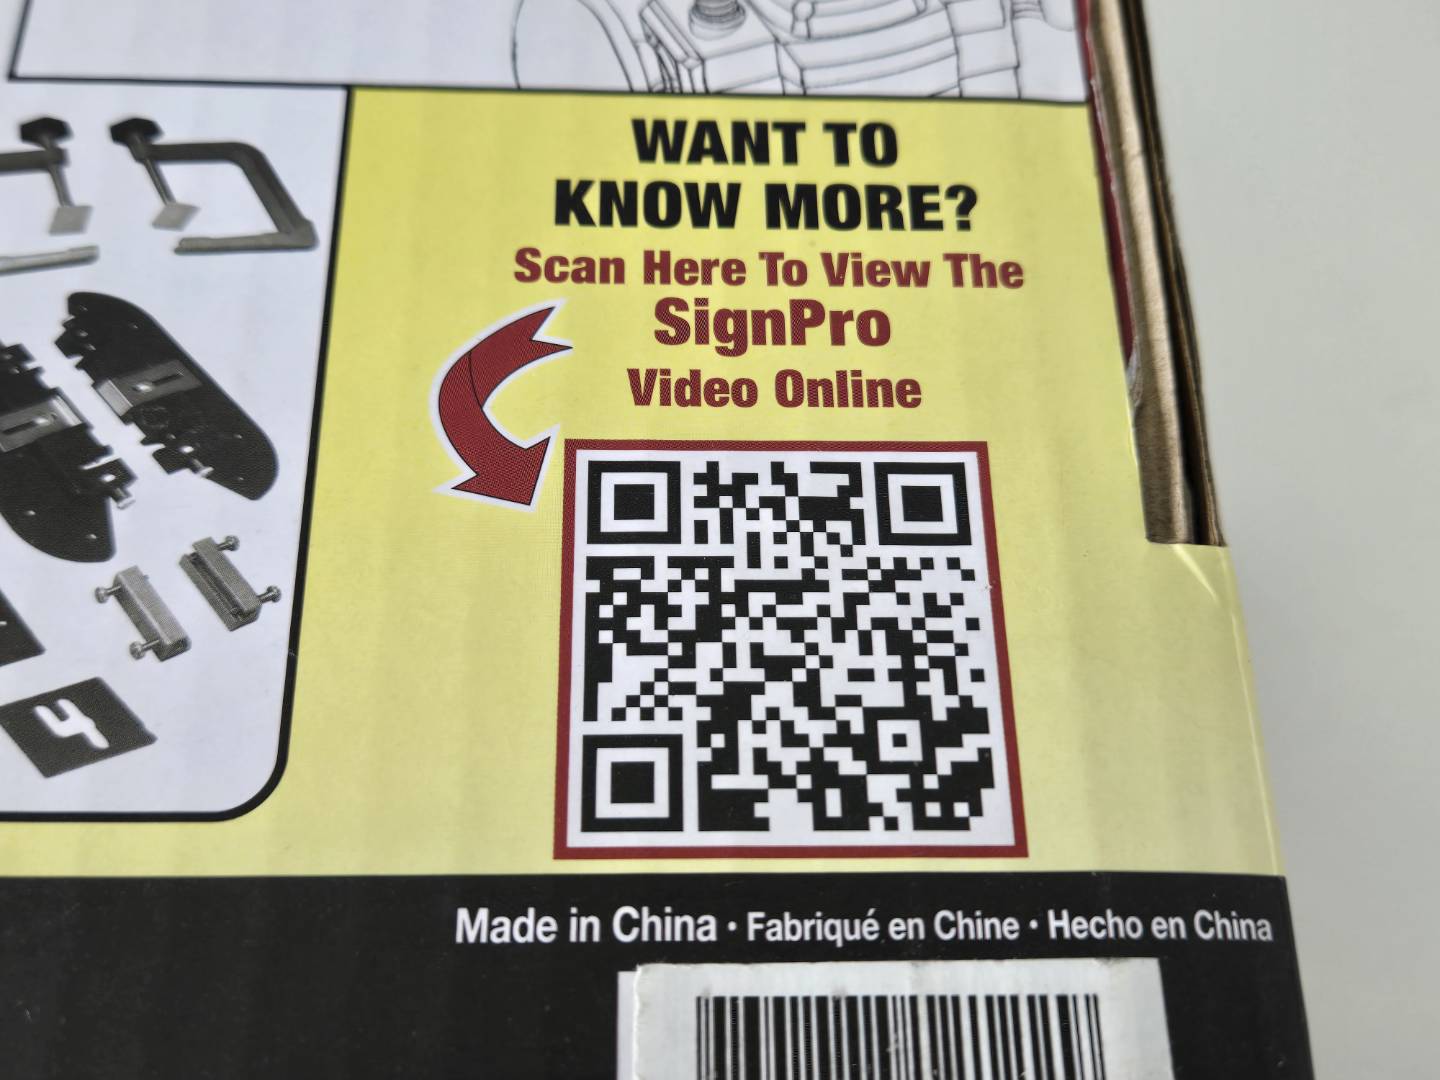 WANT TO
KNOW MORE?
Scan Here To View The
SignPro
Video Online
4
Made in China · Fabriqué en Chine · Hecho en China